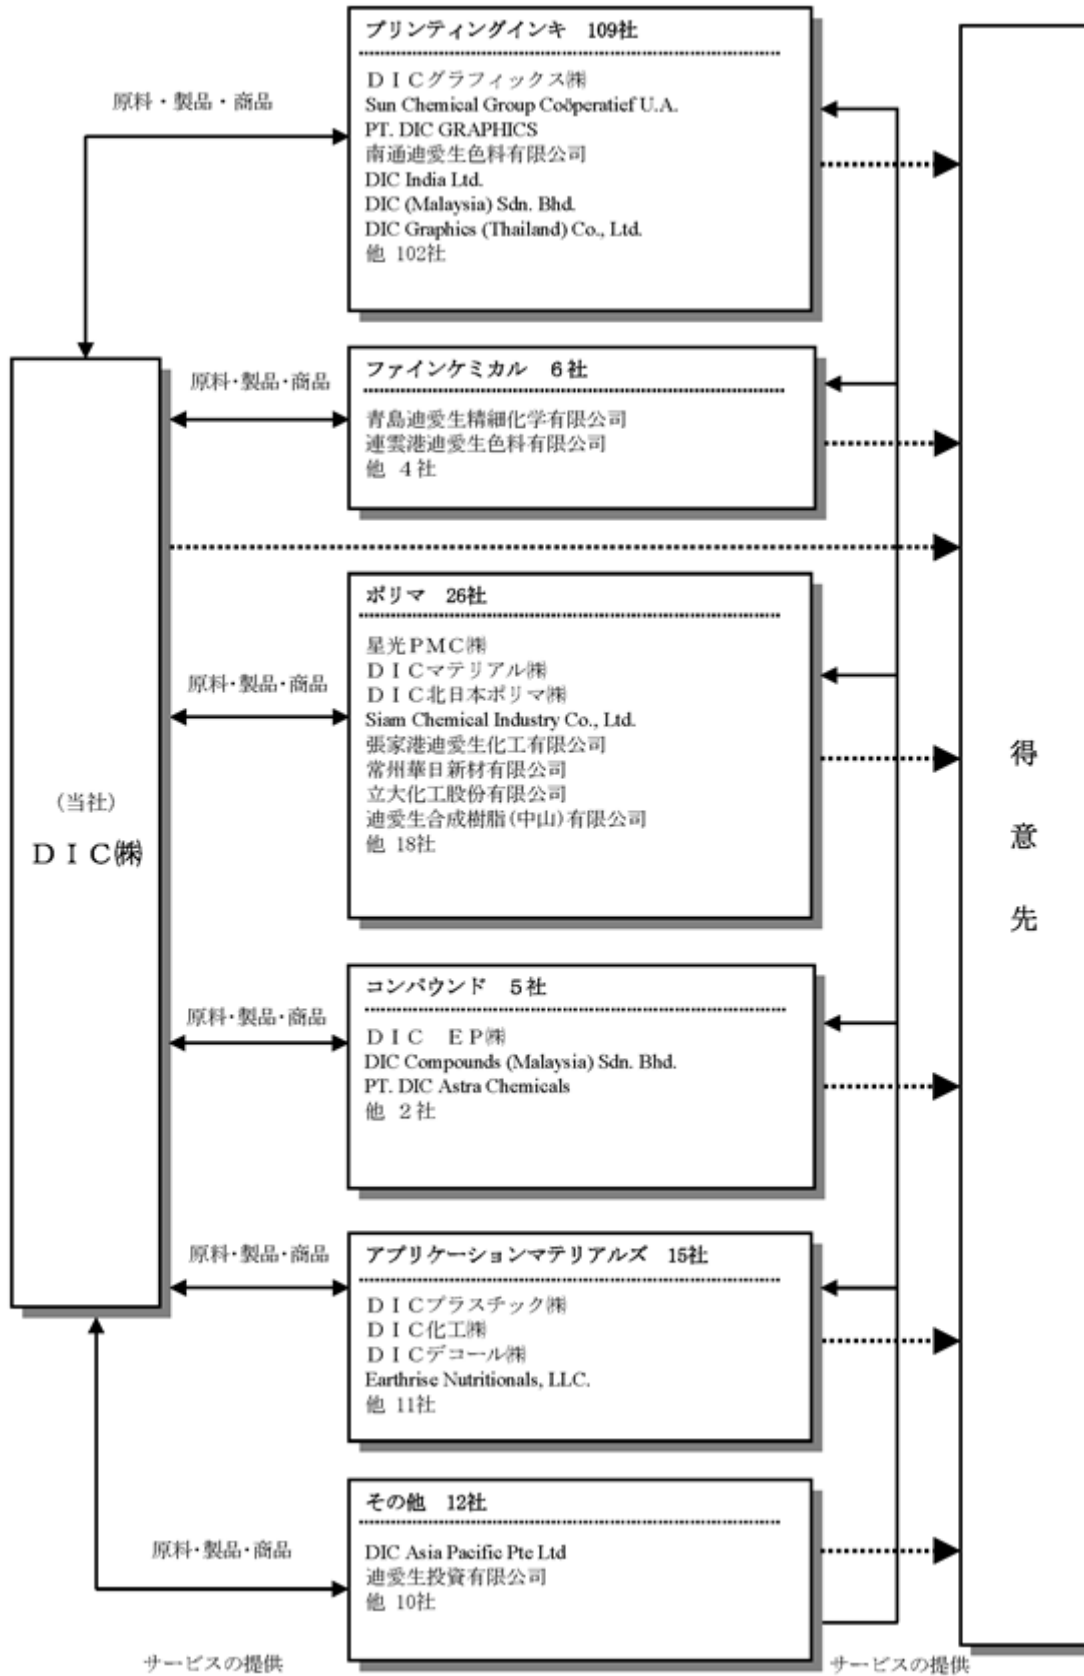 プリンティングインキ　109社
ＤＩＣグラフィックス㈱
Sun Chemical Group Coöperatief U.A.
PT. DIC GRAPHICS
南通迪愛生色料有限公司
DIC India Ltd.
DIC (Malaysia) Sdn. Bhd.
DIC Graphics (Thailand) Co., Ltd.
他 102社
原料・製品・商品
ファインケミカル　６社
青島迪愛生精細化学有限公司
連雲港迪愛生色料有限公司
他 ４社
原料・製品・商品
ポリマ　26社
星光ＰＭＣ㈱
ＤＩＣマテリアル㈱
ＤＩＣ北日本ポリマ㈱
Siam Chemical Industry Co., Ltd.
張家港迪愛生化工有限公司
常州華日新材有限公司
立大化工股份有限公司
迪愛生合成樹脂(中山)有限公司
他 18社
原料・製品・商品
(当社)
ＤＩＣ㈱
得
意
先
コンパウンド　５社
ＤＩＣ　ＥＰ㈱
DIC Compounds (Malaysia) Sdn. Bhd.
PT. DIC Astra Chemicals
他 ２社
原料・製品・商品
アプリケーションマテリアルズ　15社
ＤＩＣプラスチック㈱
ＤＩＣ化工㈱
ＤＩＣデコール㈱
Earthrise Nutritionals, LLC.
他 11社
原料・製品・商品
その他　12社
DIC Asia Pacific Pte Ltd
迪愛生投資有限公司
他 10社
原料・製品・商品
サービスの提供
サービスの提供